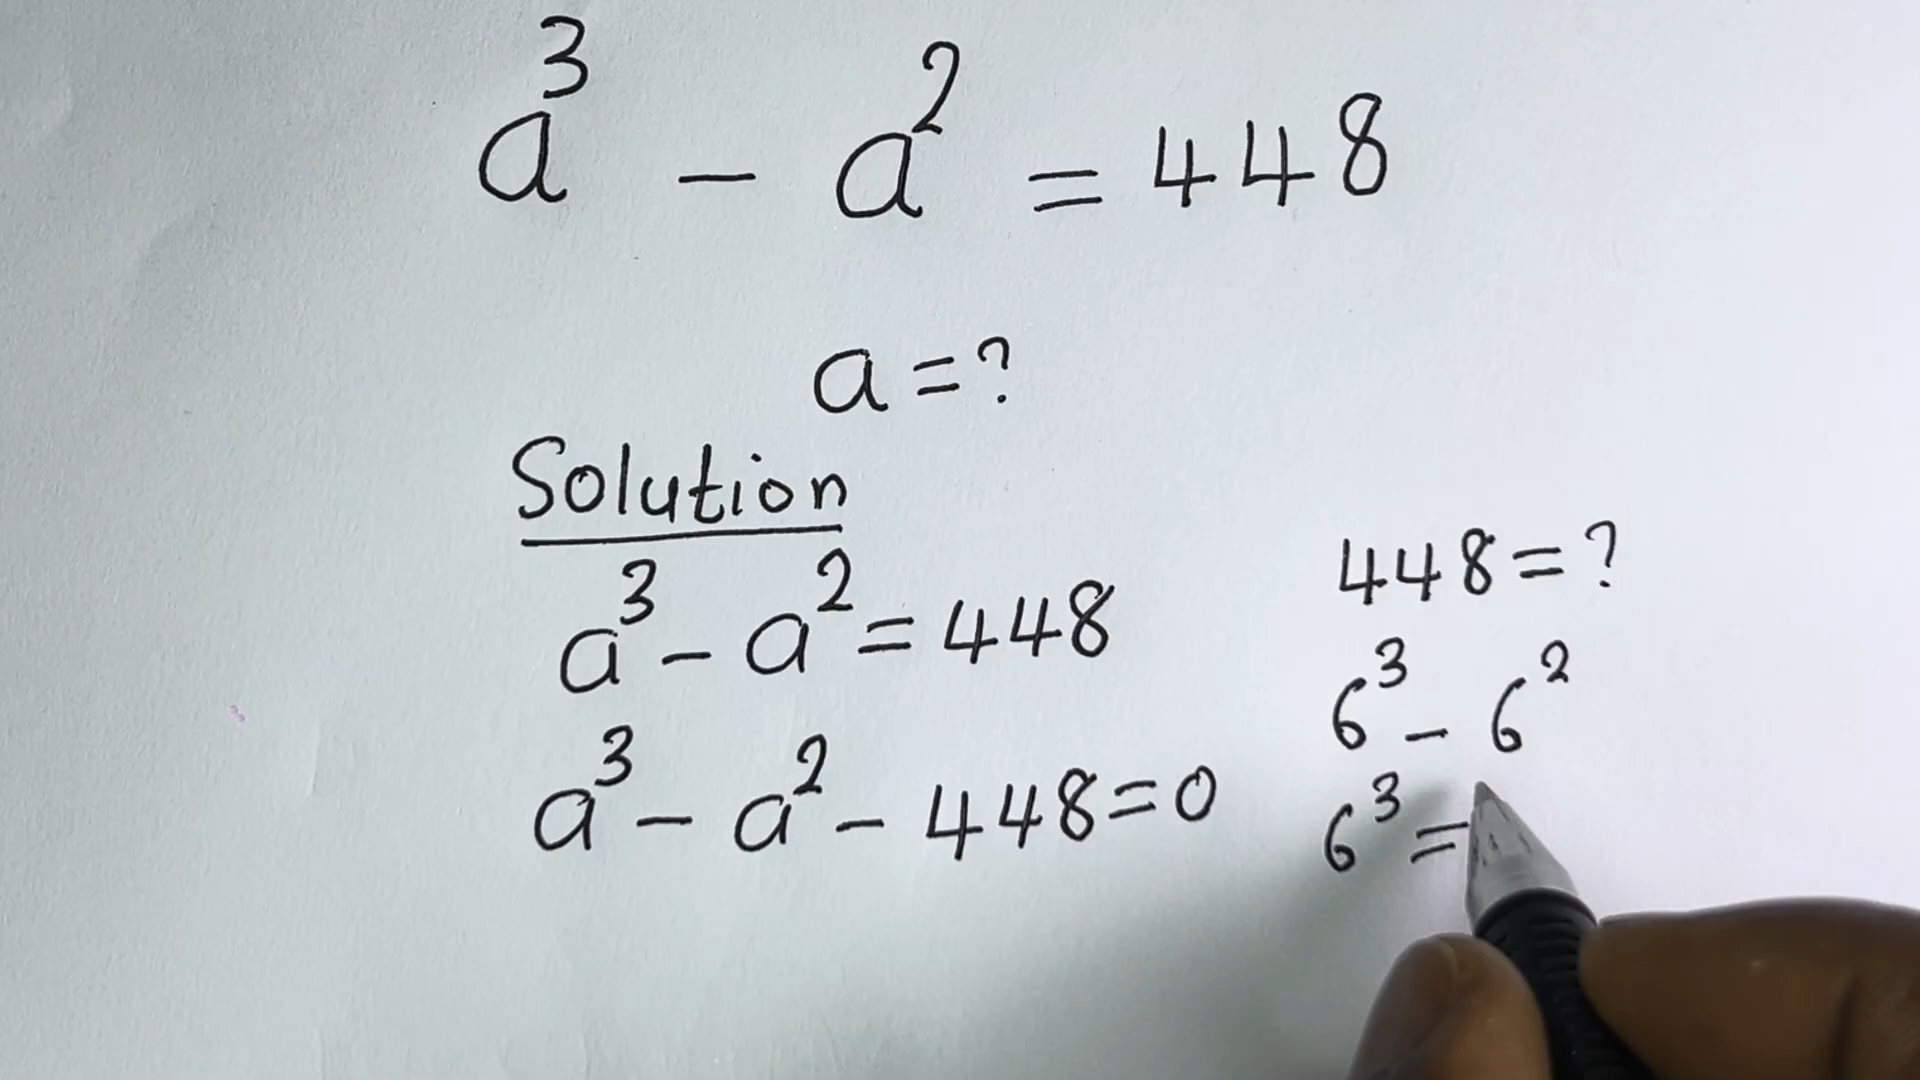 a³ - a² = 448
a = ?
Solution
a³ - a² = 448
a³ - a² - 448 = 0
448 = ?
6³ - 6²
6³ =